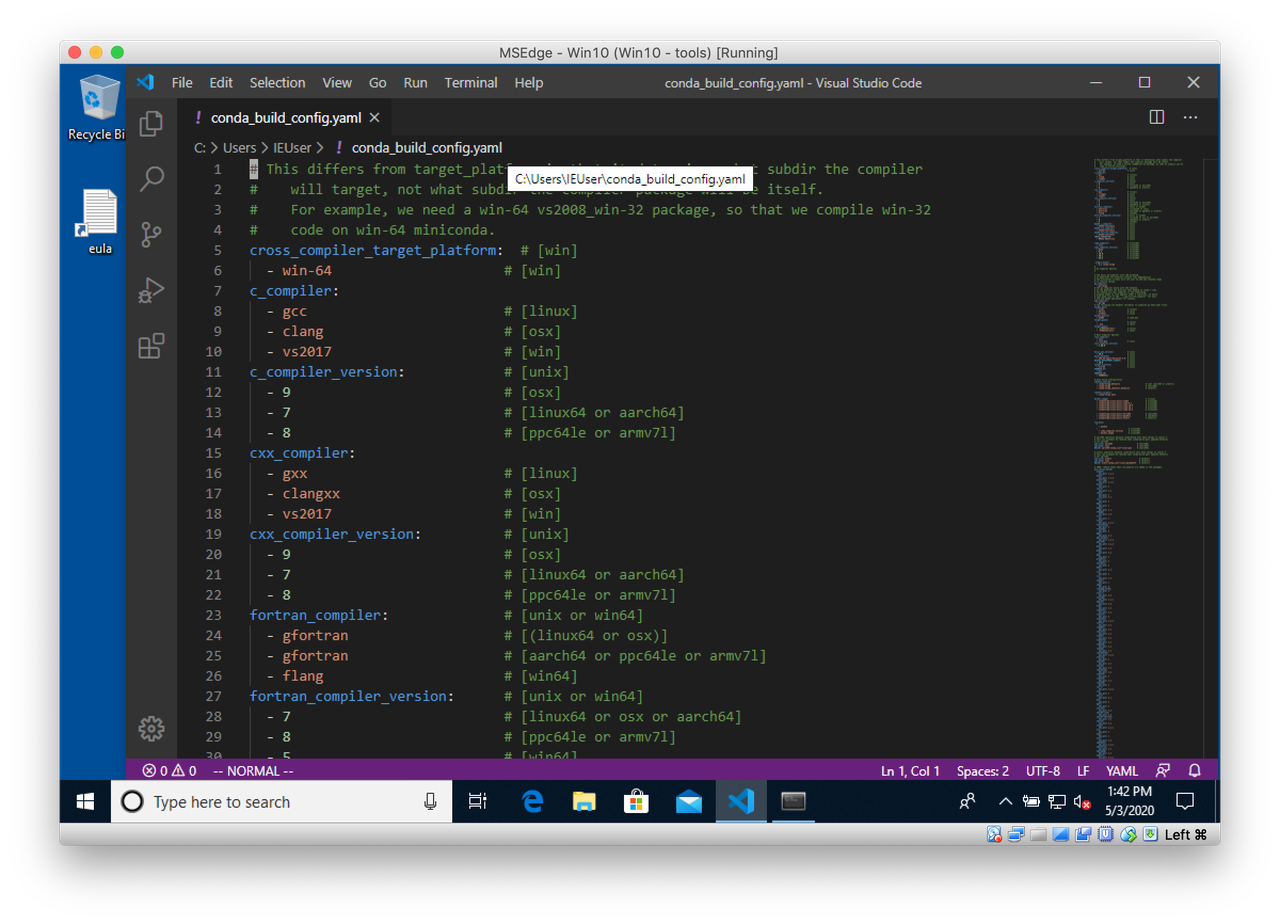 MSEdge - Win10 (Win10 - tools) [Running]
Recycle Bi
eula
File Edit Selection View Go Run Terminal Help
conda_build_config.yaml - Visual Studio Code
! conda_build_config.yaml
C: > Users > IEUser > ! conda_build_config.yaml
C:\Users\IEUser\conda_build_config.yaml
1 # This differs from target_platf subdir the compiler
2 # will target, not what subdir the compiler package will be itself.
3 # For example, we need a win-64 vs2008_win-32 package, so that we compile win-32
4 # code on win-64 miniconda.
5 cross_compiler_target_platform: # [win]
6 - win-64 # [win]
7 c_compiler:
8 - gcc # [linux]
9 - clang # [osx]
10 - vs2017 # [win]
11 c_compiler_version: # [unix]
12 - 9 # [osx]
13 - 7 # [linux64 or aarch64]
14 - 8 # [ppc64le or armv7l]
15 cxx_compiler:
16 - gxx # [linux]
17 - clangxx # [osx]
18 - vs2017 # [win]
19 cxx_compiler_version: # [unix]
20 - 9 # [osx]
21 - 7 # [linux64 or aarch64]
22 - 8 # [ppc64le or armv7l]
23 fortran_compiler: # [unix or win64]
24 - gfortran # [(linux64 or osx)]
25 - gfortran # [aarch64 or ppc64le or armv7l]
26 - flang # [win64]
27 fortran_compiler_version: # [unix or win64]
28 - 7 # [linux64 or osx or aarch64]
29 - 8 # [ppc64le or armv7l]
30 - 5 # [win64]
0 0 -- NORMAL --
Ln 1, Col 1 Spaces: 2 UTF-8 LF YAML
Type here to search
1:42 PM
5/3/2020
Left ⌘